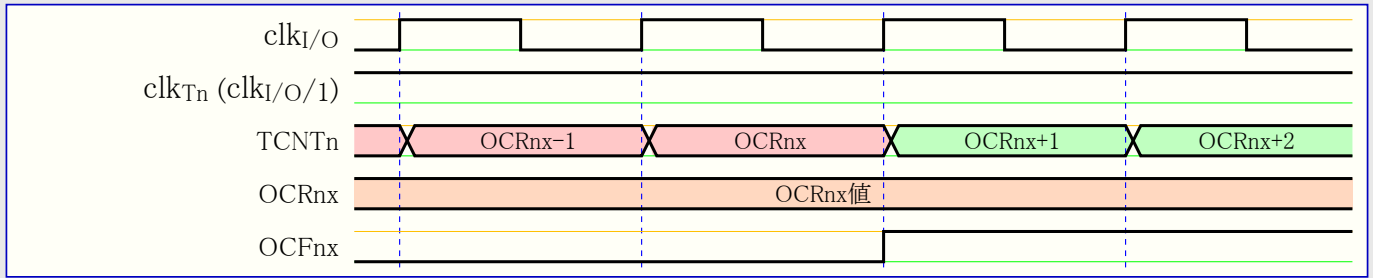 clkI/O
clkTn (clkI/O/1)
TCNTn OCRnx-1 OCRnx OCRnx+1 OCRnx+2
OCRnx OCRnx値
OCFnx